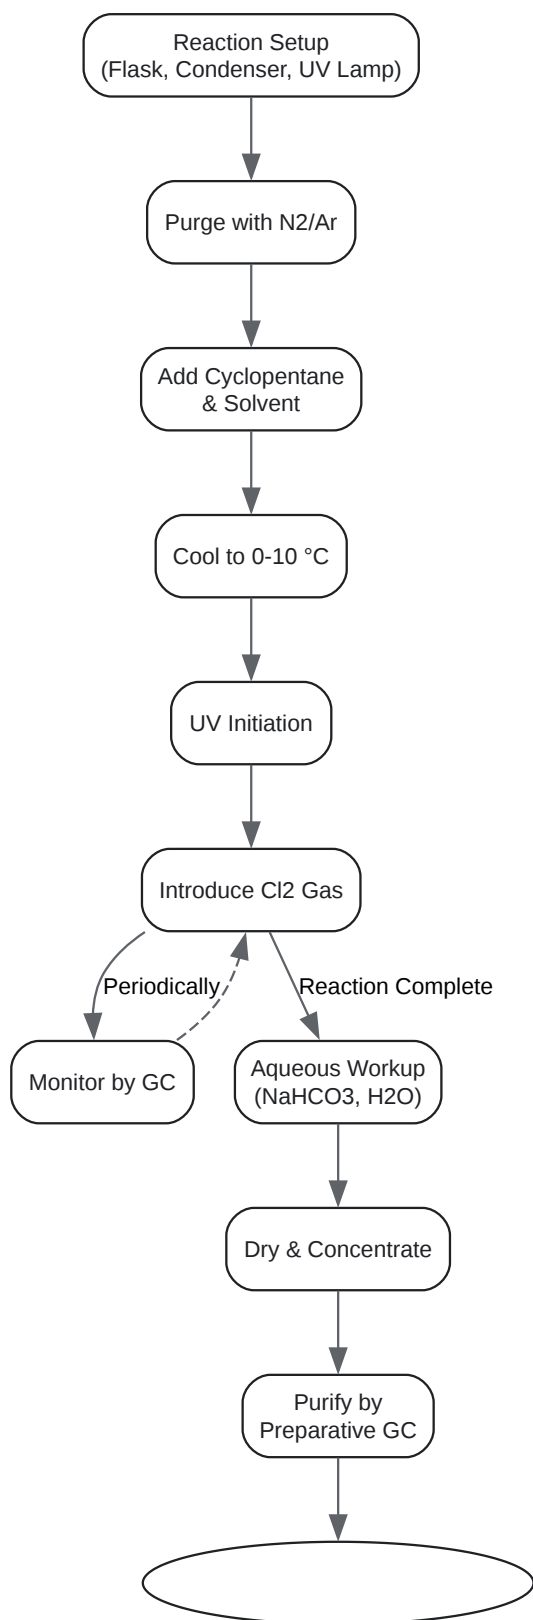 Reaction Setup
(Flask, Condenser, UV Lamp)
Purge with N2/Ar
Add Cyclopentane
& Solvent
Cool to 0-10 °C
UV Initiation
Introduce Cl2 Gas
Periodically
Reaction Complete
Monitor by GC
Aqueous Workup
(NaHCO3, H2O)
Dry & Concentrate
Purify by
Preparative GC